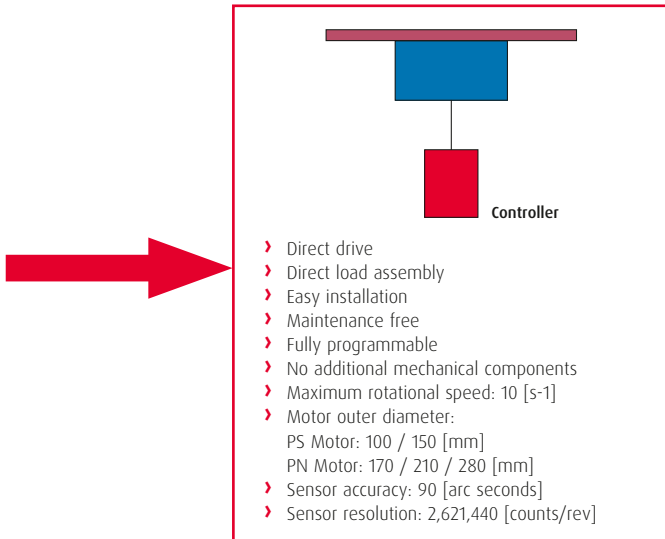 Controller
Direct drive
Direct load assembly
Easy installation
Maintenance free
Fully programmable
No additional mechanical components
Maximum rotational speed: 10 [s-1]
Motor outer diameter:
PS Motor: 100 / 150 [mm]
PN Motor: 170 / 210 / 280 [mm]
Sensor accuracy: 90 [arc seconds]
Sensor resolution: 2,621,440 [counts/rev]